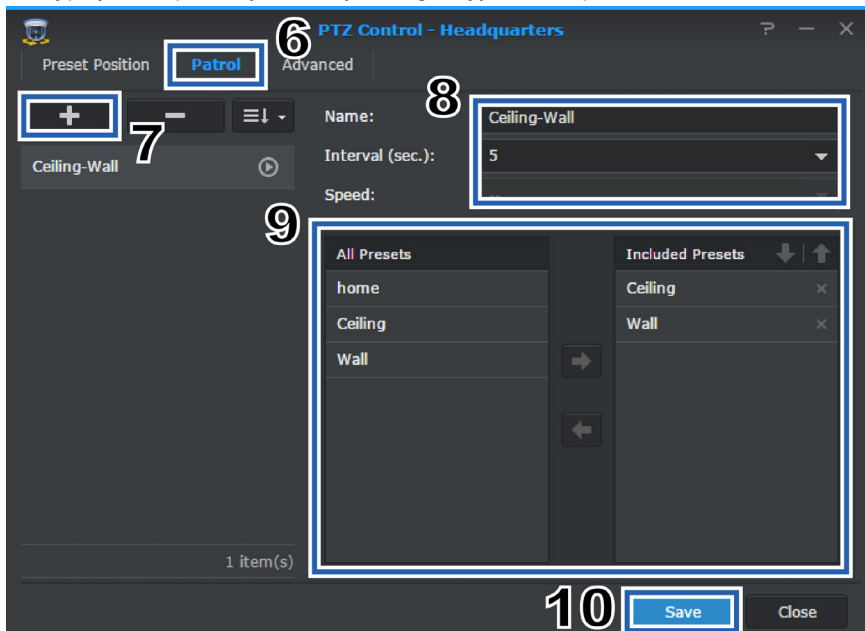 6
PTZ Control - Headquarters
Preset Position
Patrol
Advanced
8
7
Name:
Ceiling-Wall
Ceiling-Wall
Interval (sec.):
5
Speed:
9
All Presets
Included Presets
home
Ceiling
Ceiling
Wall
Wall
1 item(s)
10
Save
Close